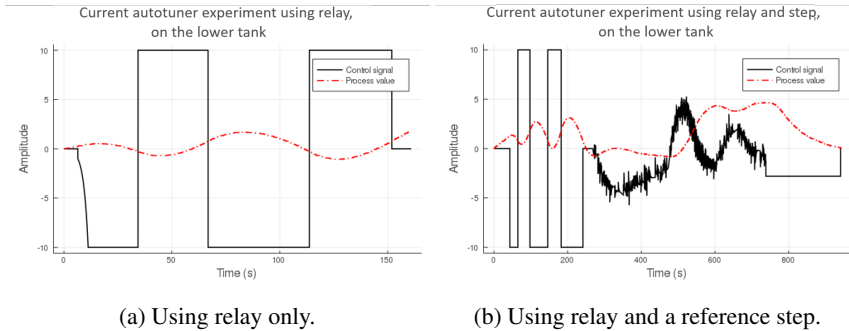 Current autotuner experiment using relay,
on the lower tank
10
5
0
-5
-10
Amplitude
Control signal
Process value
0
50
100
150
Time (s)
(a) Using relay only.
Current autotuner experiment using relay and step,
on the lower tank
10
5
0
-5
-10
Amplitude
Control signal
Process value
0
200
400
600
800
Time (s)
(b) Using relay and a reference step.